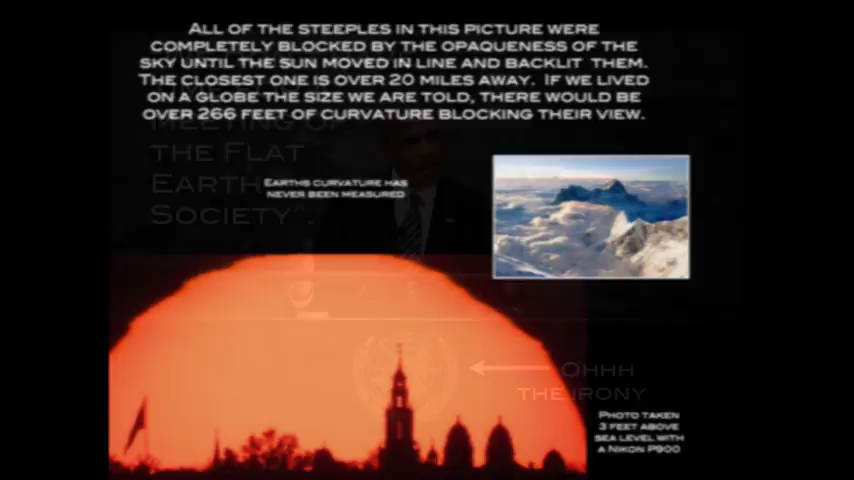 All of the steeples in this picture were
completely blocked by the opaqueness of the
sky until the sun moved in line and backlit them.
The closest one is over 20 miles away. If we lived
on a globe the size we are told, there would be
over 266 feet of curvature blocking their view.
meeting of
the Flat
Earth
Society".
Earths curvature has
never been measured
Ohhh
the irony
Photo taken
3 feet above
sea level with
a Nikon P900